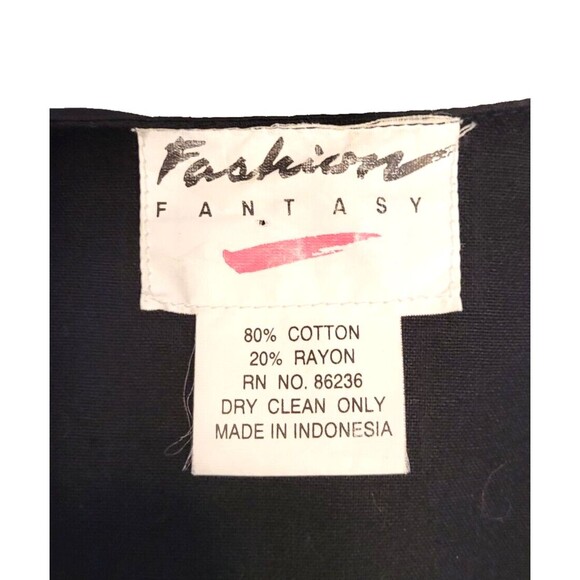 Fashion
FANTASY
80% COTTON
20% RAYON
RN NO. 86236
DRY CLEAN ONLY
MADE IN INDONESIA